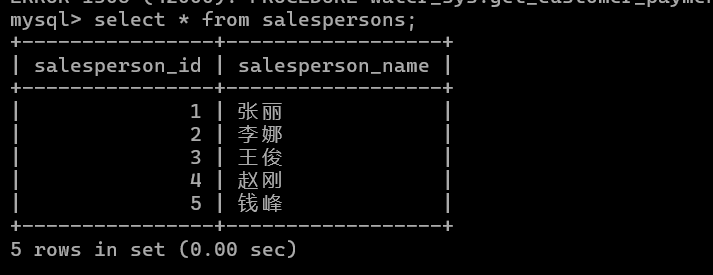 mysql> select * from salespersons;
+----------------+------------------+
| salesperson_id | salesperson_name |
+----------------+------------------+
| 1 | 张丽 |
| 2 | 李娜 |
| 3 | 王俊 |
| 4 | 赵刚 |
| 5 | 钱峰 |
+----------------+------------------+
5 rows in set (0.00 sec)